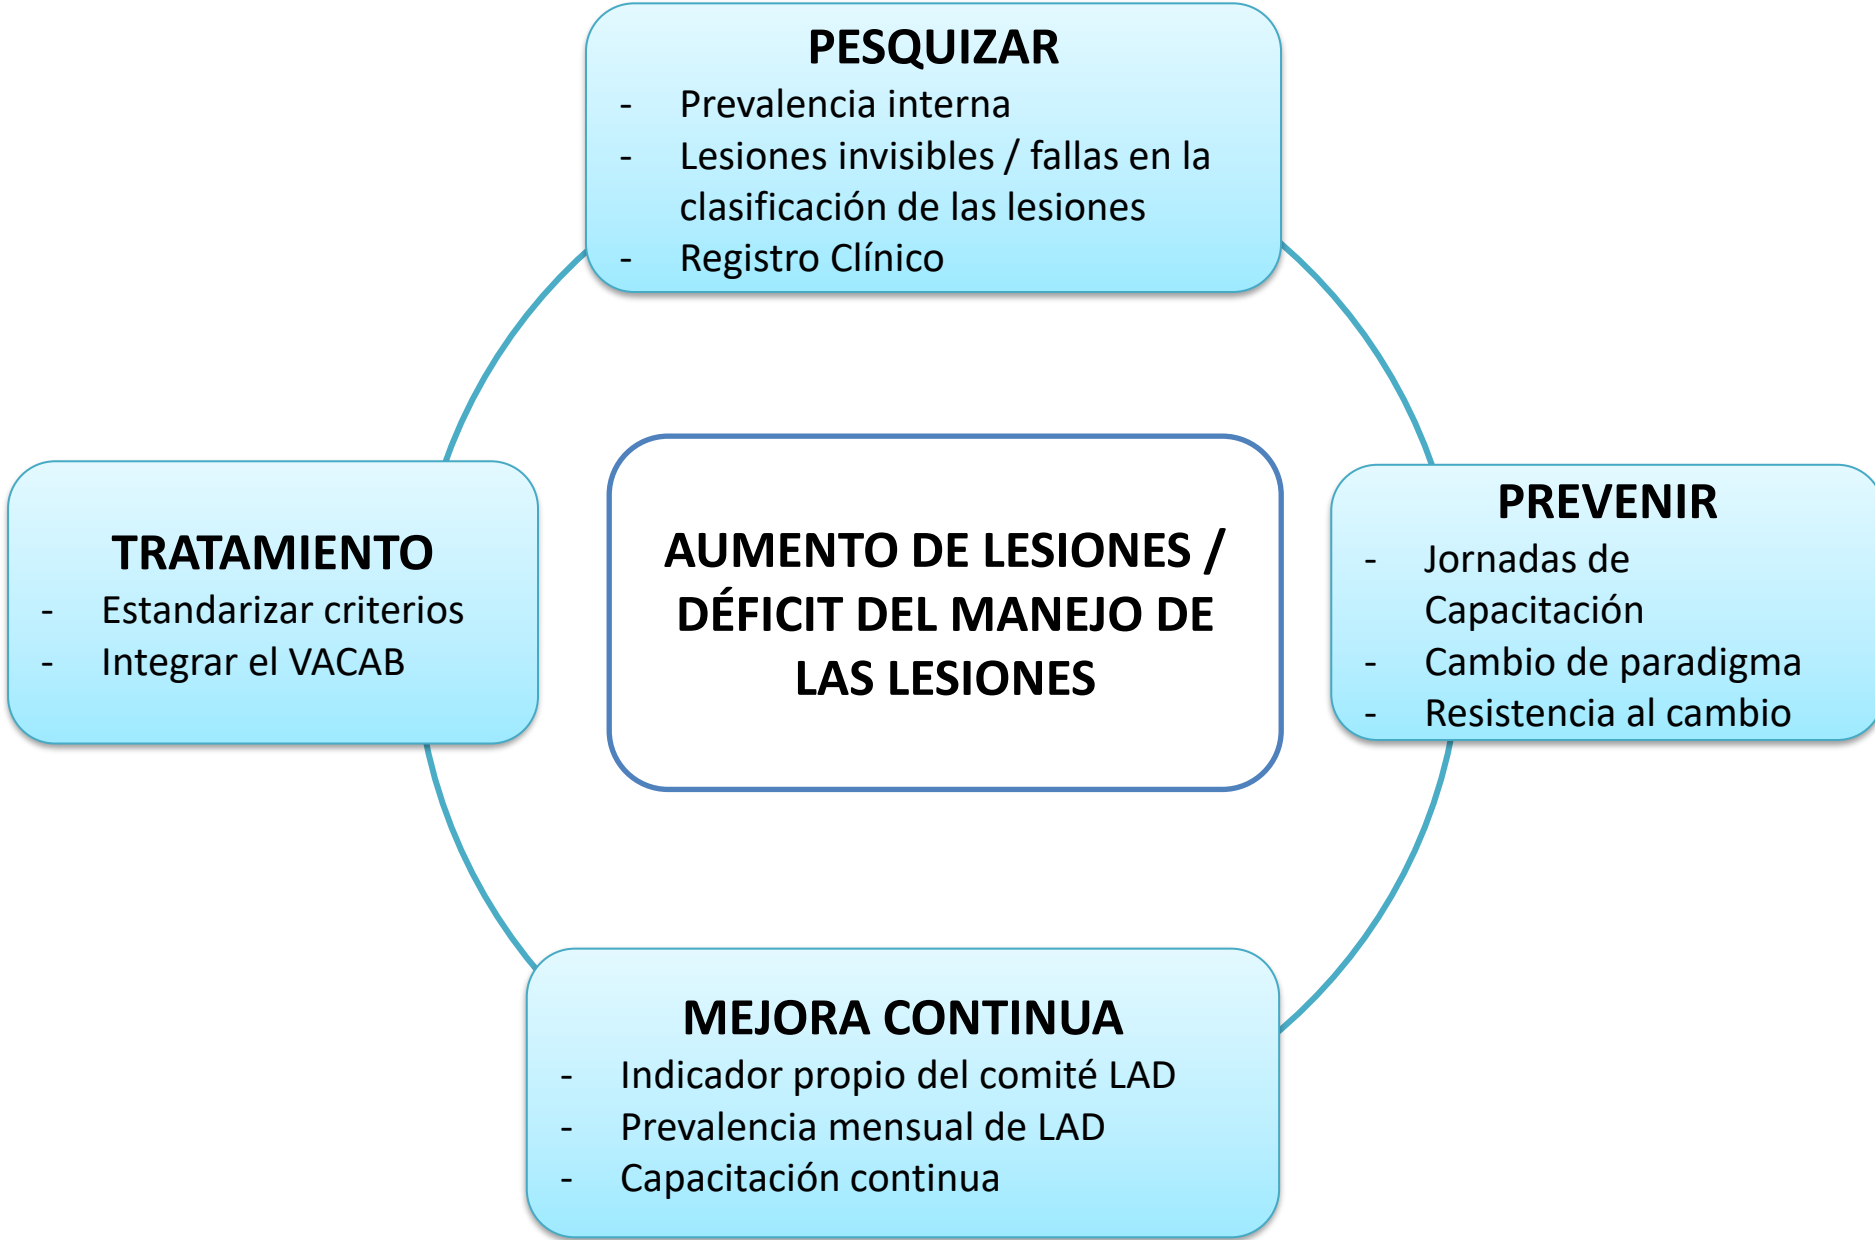 PESQUIZAR
- Prevalencia interna
- Lesiones invisibles / fallas en la
clasificación de las lesiones
- Registro Clínico
TRATAMIENTO
- Estandarizar criterios
- Integrar el VACAB
AUMENTO DE LESIONES /
DÉFICIT DEL MANEJO DE
LAS LESIONES
PREVENIR
- Jornadas de
Capacitación
- Cambio de paradigma
- Resistencia al cambio
MEJORA CONTINUA
- Indicador propio del comité LAD
- Prevalencia mensual de LAD
- Capacitación continua